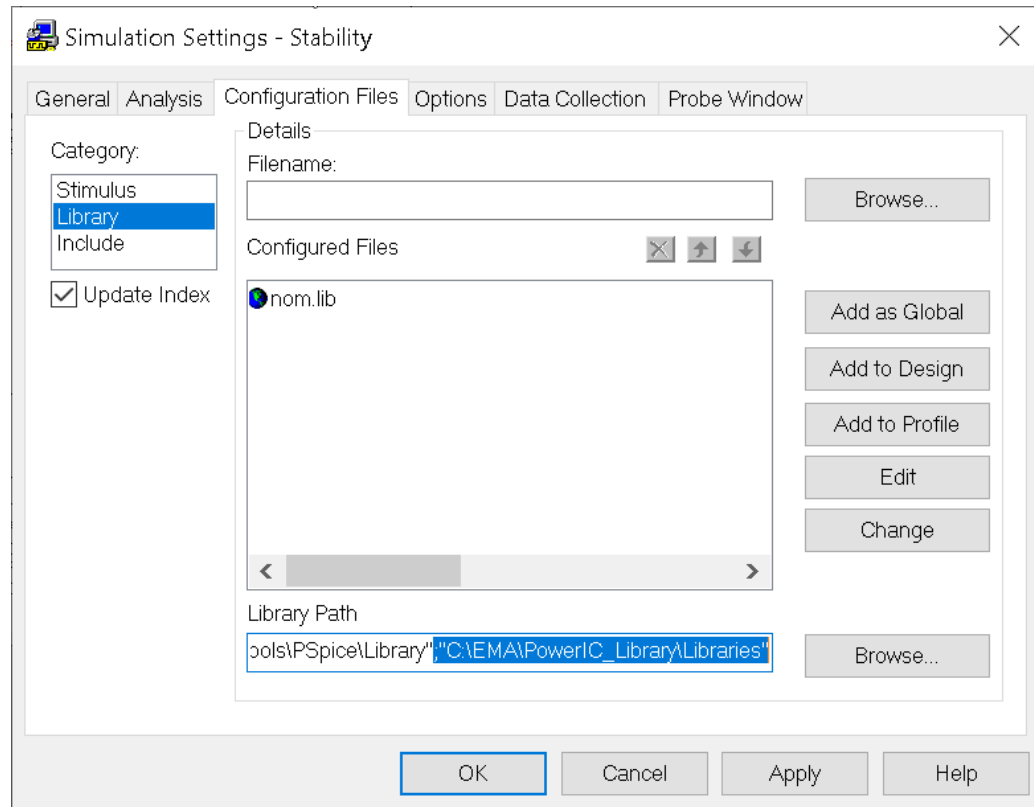 Simulation Settings - Stability
General Analysis Configuration Files Options Data Collection Probe Window
Category:
Stimulus
Library
Include
Update Index
Details
Filename:
Browse...
Configured Files
nom.lib
Add as Global
Add to Design
Add to Profile
Edit
Change
Library Path
ools\PSpice\Library";"C:\EMA\PowerIC_Library\Libraries"
Browse...
OK Cancel Apply Help